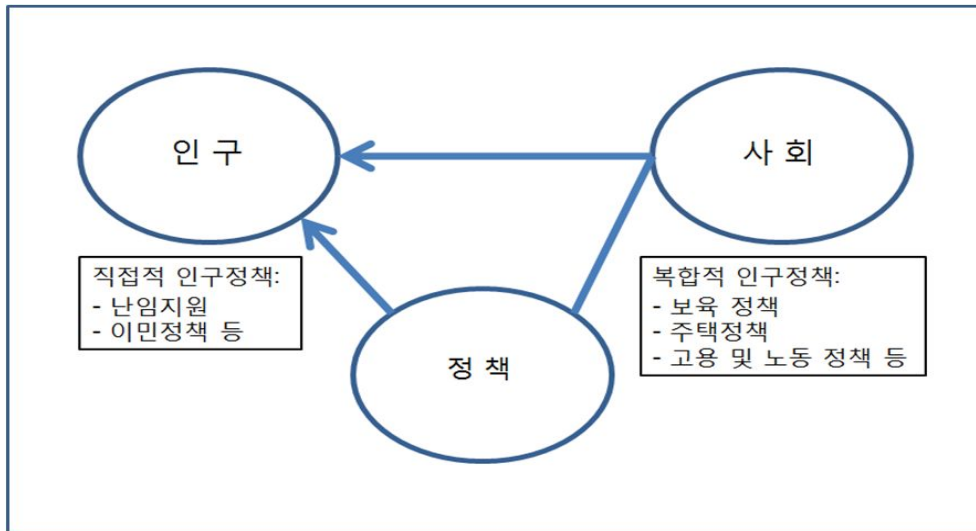 인 구
사 회
직접적 인구정책:
- 난임지원
- 이민정책 등
복합적 인구정책:
- 보육 정책
- 주택정책
- 고용 및 노동 정책 등
정 책